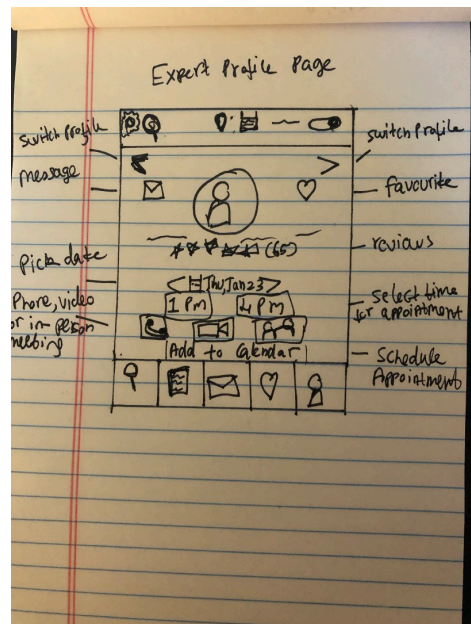 Expert Profile Page
switch profile
switch profile
message
favourite
(65)
reviews
Pick date
Thu, Jan 23
Phone, video
or in-person
meeting
1 Pm
4 Pm
Select time
for appointment
Add to Calendar
Schedule
Appointment